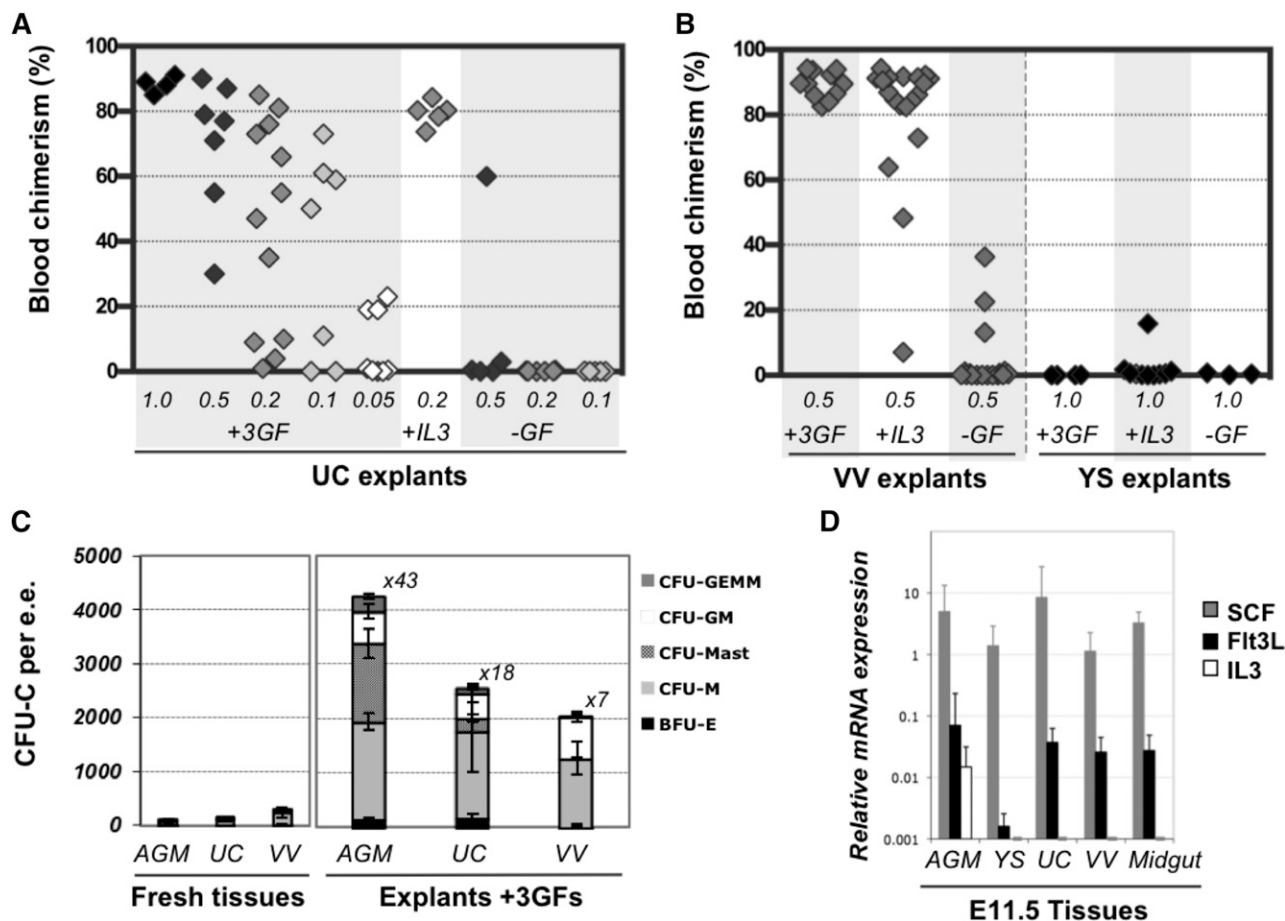 A
Blood chimerism (%)
100
80
60
40
20
0
1.0 0.5 0.2 0.1 0.05 0.2 0.5 0.2 0.1
+3GF +IL3 -GF
UC explants
B
Blood chimerism (%)
100
80
60
40
20
0
0.5 0.5 0.5 1.0 1.0 1.0
+3GF +IL3 -GF +3GF +IL3 -GF
VV explants YS explants
C
CFU-C per e.e.
5000
4000
3000
2000
1000
0
x43
x18
x7
AGM UC VV AGM UC VV
Fresh tissues Explants +3GFs
CFU-GEMM
CFU-GM
CFU-Mast
CFU-M
BFU-E
D
Relative mRNA expression
10
1
0.1
0.01
0.001
AGM YS UC VV Midgut
E11.5 Tissues
SCF
Flt3L
IL3